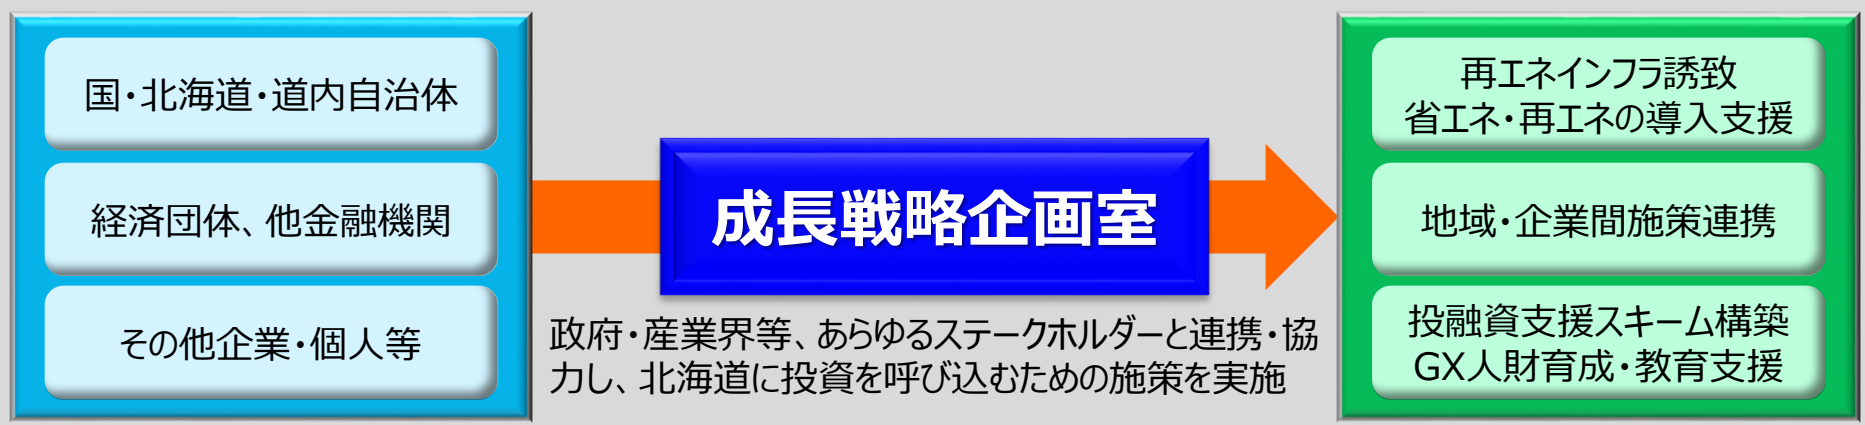 国・北海道・道内自治体
経済団体、他金融機関
その他企業・個人等
成長戦略企画室
政府・産業界等、あらゆるステークホルダーと連携・協
力し、北海道に投資を呼び込むための施策を実施
再エネインフラ誘致
省エネ・再エネの導入支援
地域・企業間施策連携
投融資支援スキーム構築
GX人財育成・教育支援